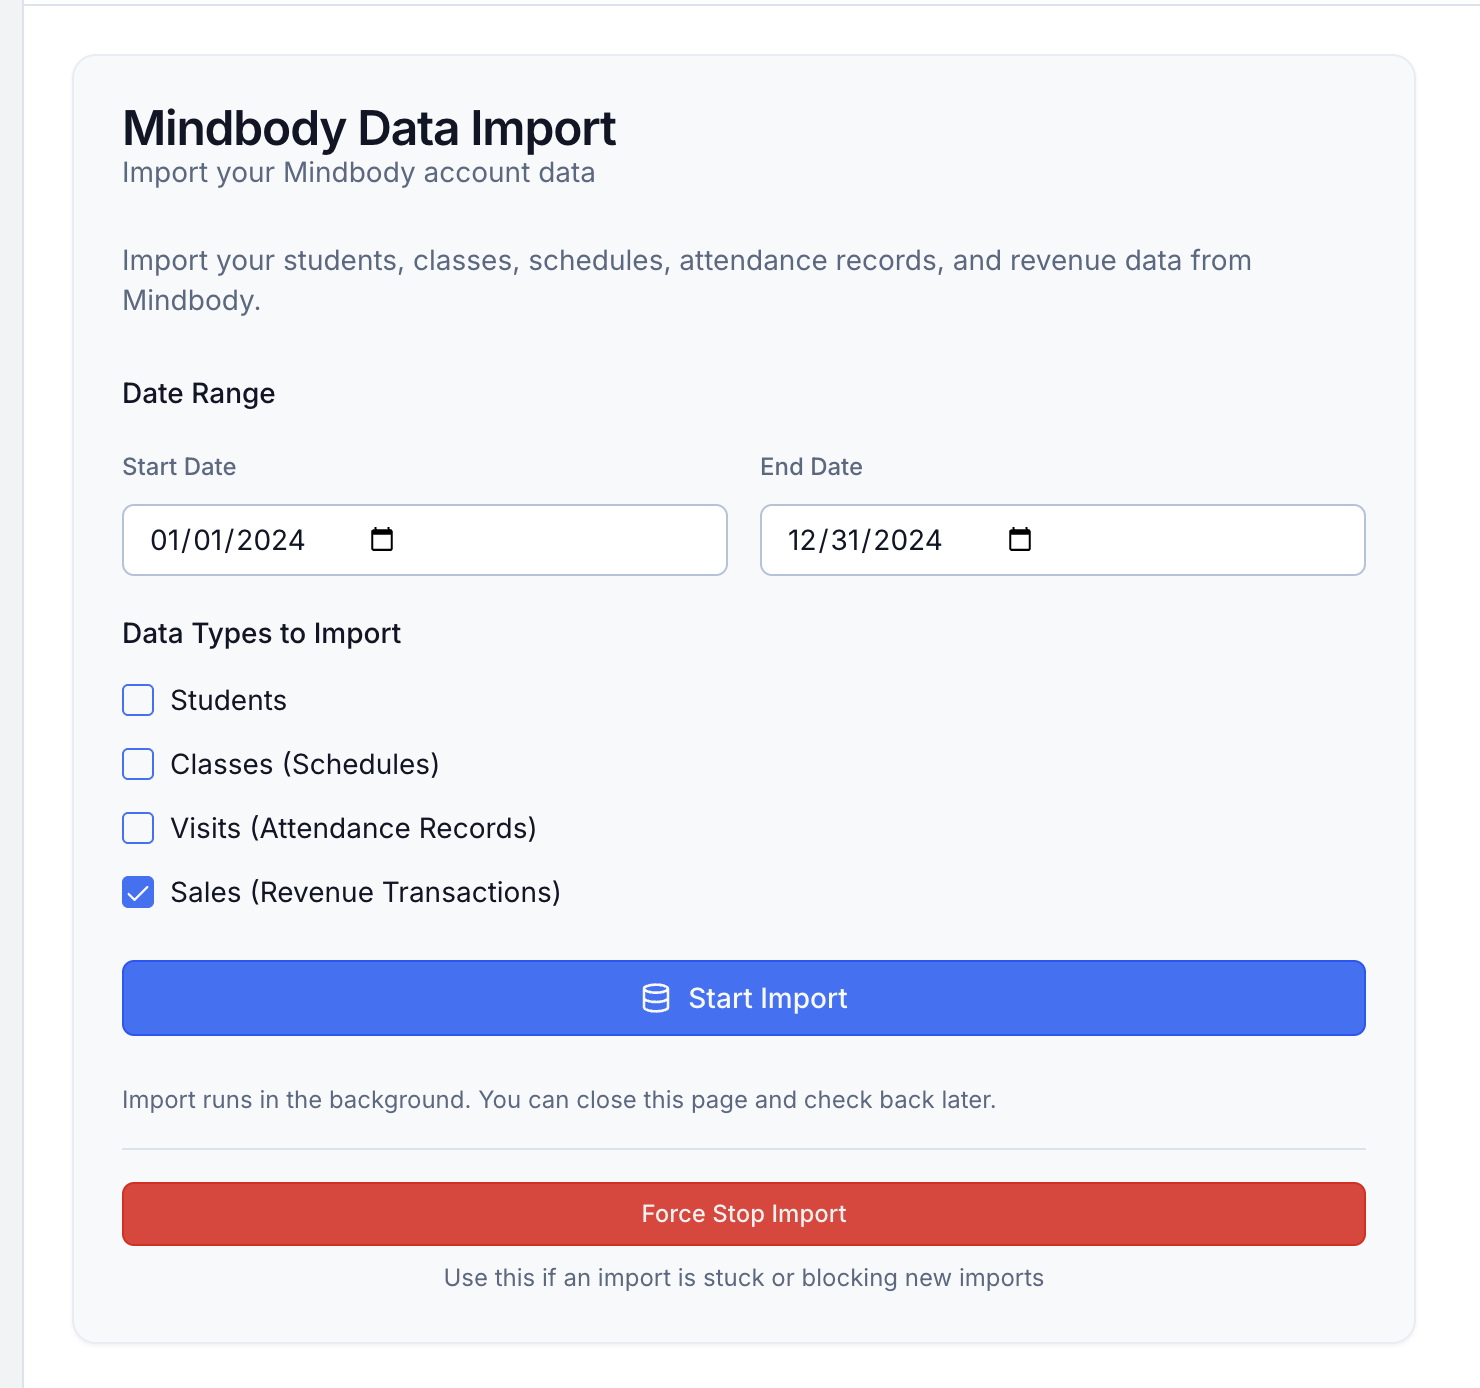 Mindbody Data Import
Import your Mindbody account data
Import your students, classes, schedules, attendance records, and revenue data from
Mindbody.
Date Range
Start Date
End Date
01/01/2024
12/31/2024
Data Types to Import
Students
Classes (Schedules)
Visits (Attendance Records)
Sales (Revenue Transactions)
Start Import
Import runs in the background. You can close this page and check back later.
Force Stop Import
Use this if an import is stuck or blocking new imports